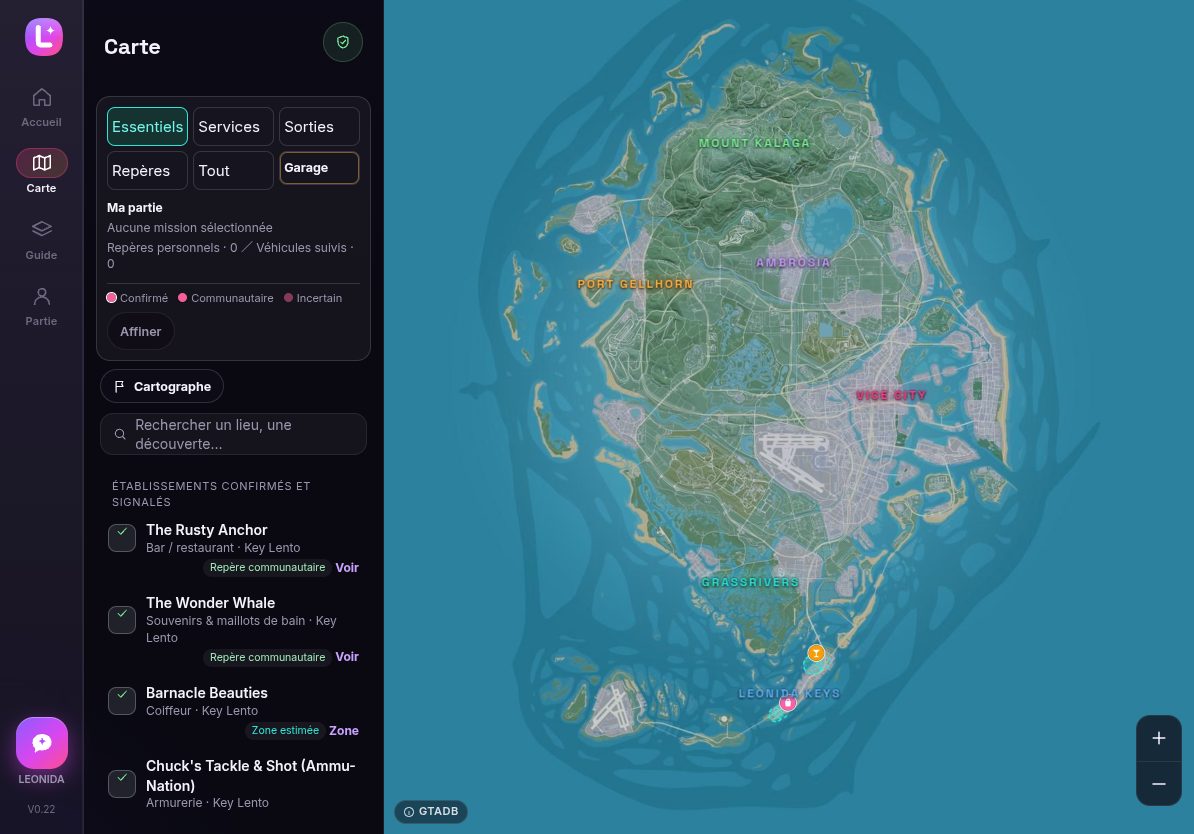 L
Carte
Essentiels
Services
Sorties
Repères
Tout
Garage
Ma partie
Aucune mission sélectionnée
Repères personnels · 0 ／ Véhicules suivis ·
0
Confirmé
Communautaire
Incertain
Affiner
Cartographe
Rechercher un lieu, une
découverte...
ÉTABLISSEMENTS CONFIRMÉS ET
SIGNALÉS
The Rusty Anchor
Bar / restaurant · Key Lento
Repère communautaire Voir
The Wonder Whale
Souvenirs & maillots de bain · Key
Lento
Repère communautaire Voir
Barnacle Beauties
Coiffeur · Key Lento
Zone estimée Zone
Chuck's Tackle & Shot (Ammu-
Nation)
Armurerie · Key Lento
Accueil
Carte
Guide
Partie
LEONIDA
V0.22
MOUNT KALAGA
AMBROSIA
PORT GELLHORN
VICE CITY
GRASSRIVERS
LEONIDA KEYS
GTADB
+
−